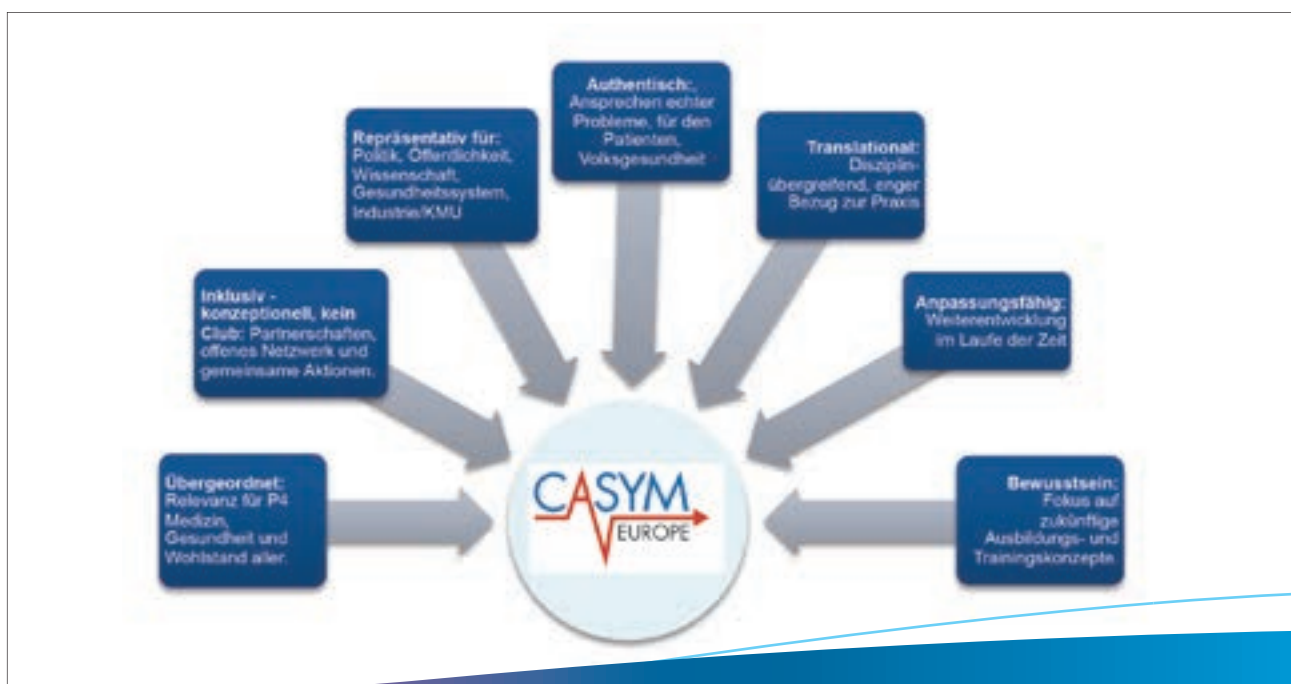 Authentisch:,
Ansprechen echter
Probleme, für den
Patienten,
Volksgesundheit
Repräsentativ für:
Politik, Öffentlichkeit,
Wissenschaft,
Gesundheitssystem,
Industrie/KMU
Translational:
Disziplin-
übergreifend, enger
Bezug zur Praxis
Inklusiv -
konzeptionell, kein
Club: Partnerschaften,
offenes Netzwerk und
gemeinsame Aktionen.
Anpassungsfähig:
Weiterentwicklung
im Laufe der Zeit
Übergeordnet:
Relevanz für P4
Medizin,
Gesundheit und
Wohlstand aller.
Bewusstsein:
Fokus auf
zukünftige
Ausbildungs- und
Trainingskonzepte.
CASYM
EUROPE